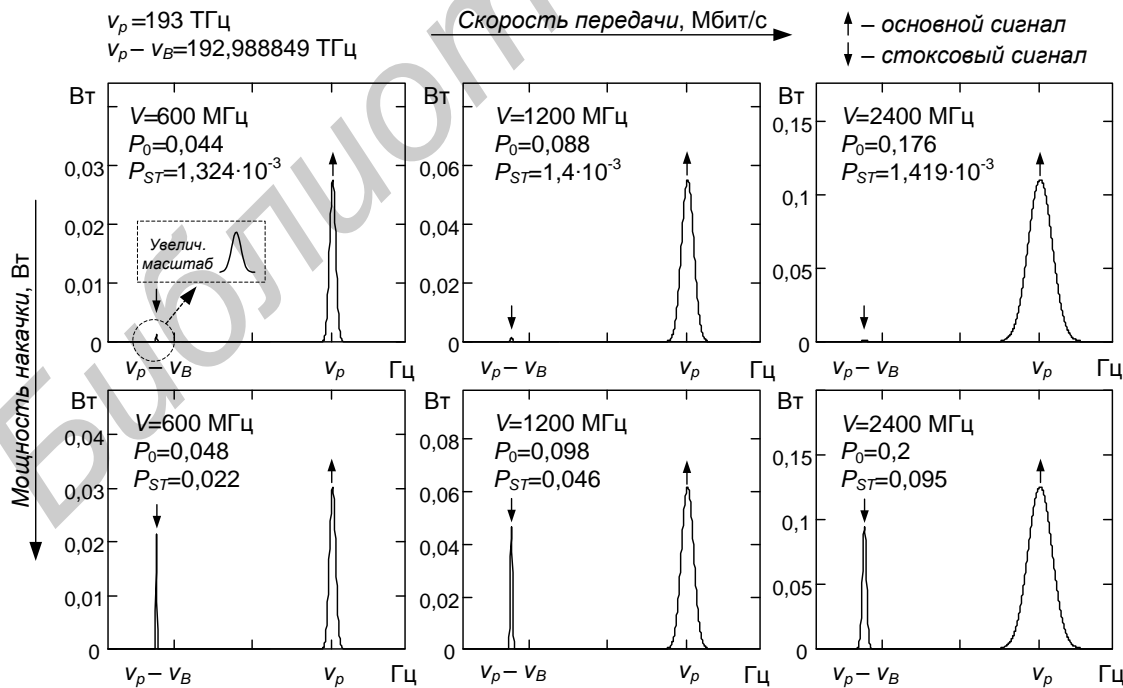 νp =193 ТГц
νp – νB=192,988849 ТГц
Скорость передачи, Мбит/с
– основной сигнал
– стоксовый сигнал
Мощность накачки, Вт
Библиот
Вт
V=600 МГц
P0=0,044
PST=1,324·10-3
0,03
0,02
0,01
0
Увелич.
масштаб
νp – νB
νp
Гц
Вт
V=1200 МГц
P0=0,088
PST=1,4·10-3
0,06
0,04
0,02
0
νp – νB
νp
Гц
Вт
V=2400 МГц
P0=0,176
PST=1,419·10-3
0,15
0,1
0,05
0
νp – νB
νp
Гц
Вт
V=600 МГц
P0=0,048
PST=0,022
0,04
0,03
0,02
0,01
0
νp – νB
νp
Гц
Вт
V=1200 МГц
P0=0,098
PST=0,046
0,08
0,06
0,04
0,02
0
νp – νB
νp
Гц
Вт
V=2400 МГц
P0=0,2
PST=0,095
0,15
0,1
0,05
0
νp – νB
νp
Гц